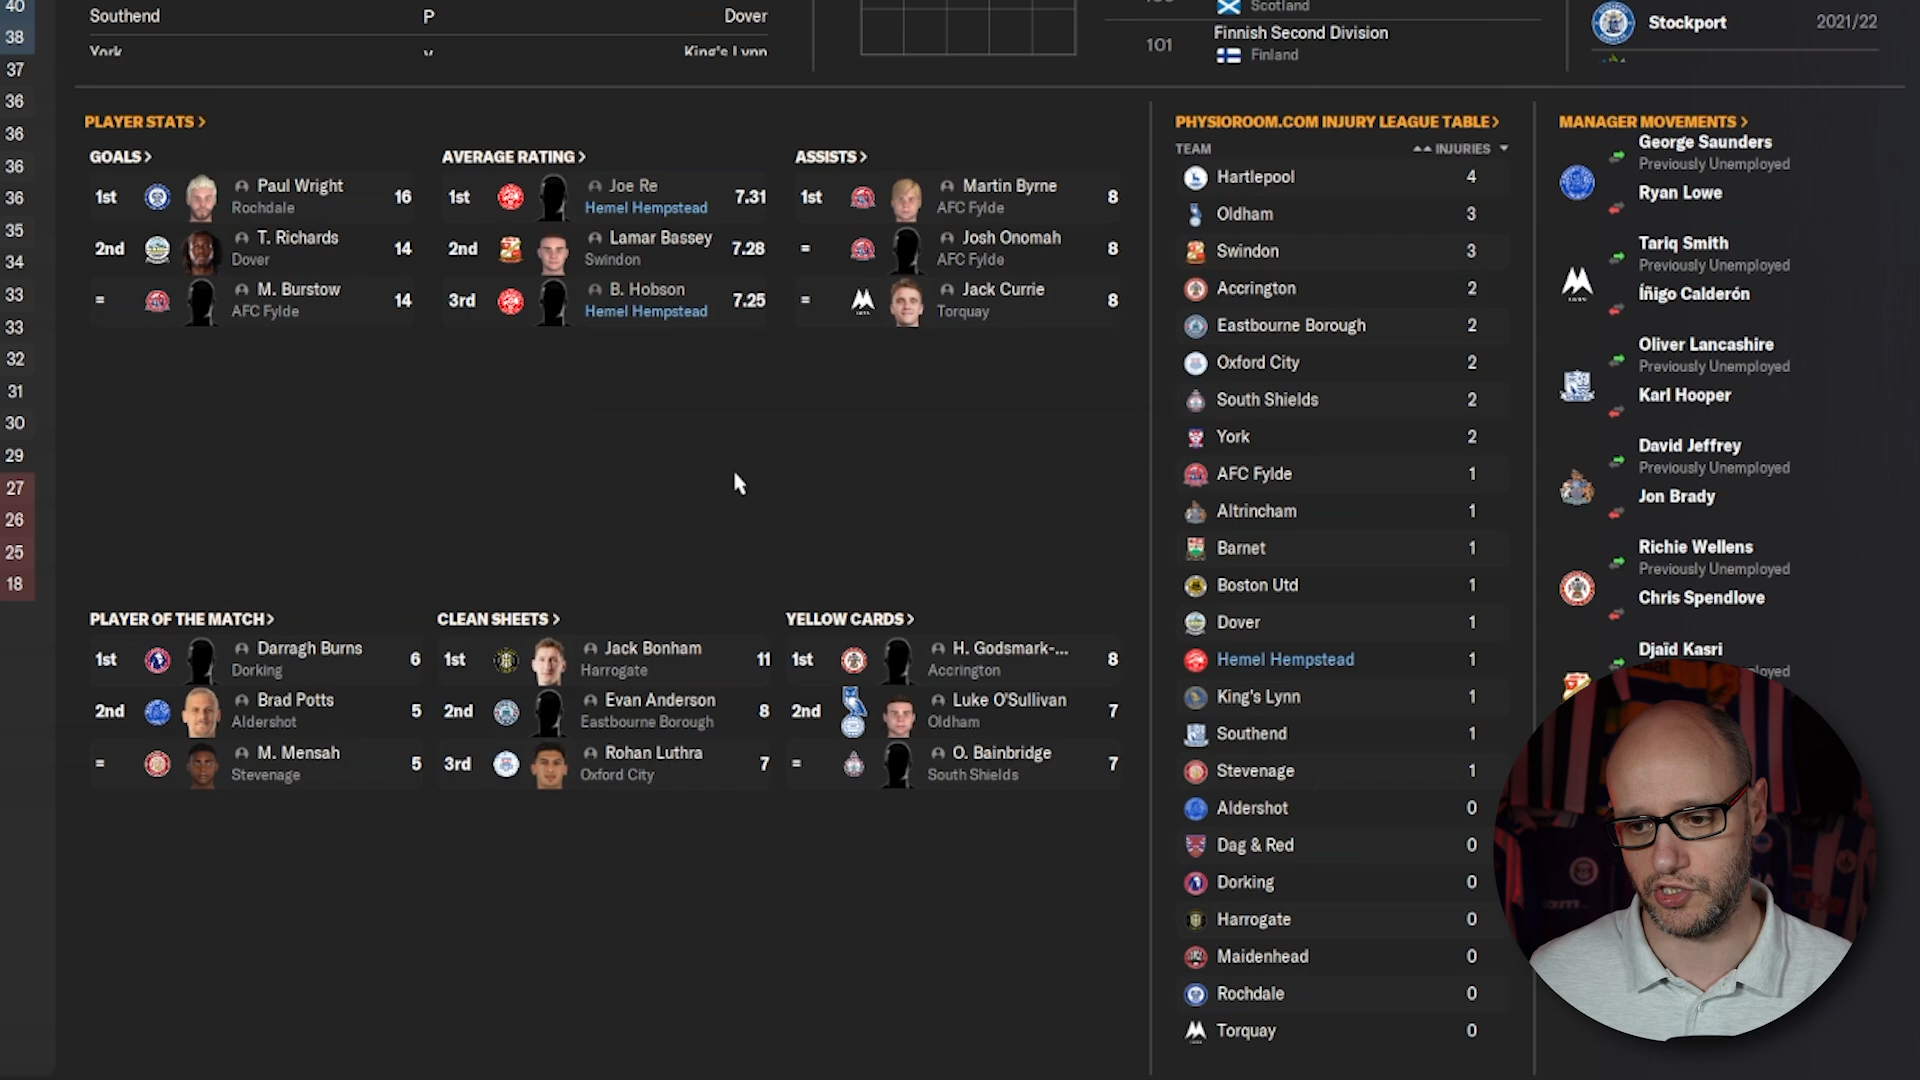 40
38
37
36
36
36
36
35
34
33
33
32
31
30
29
27
26
25
18
Southend P Dover
York v King's Lynn
Scotland
101 Finnish Second Division
Finland
Stockport 2021/22
PLAYER STATS >
GOALS >
1st Paul Wright 16
Rochdale
2nd T. Richards 14
Dover
= M. Burstow 14
AFC Fylde
AVERAGE RATING >
1st Joe Re 7.31
Hemel Hempstead
2nd Lamar Bassey 7.28
Swindon
3rd B. Hobson 7.25
Hemel Hempstead
ASSISTS >
1st Martin Byrne 8
AFC Fylde
= Josh Onomah 8
AFC Fylde
= Jack Currie 8
Torquay
PLAYER OF THE MATCH >
1st Darragh Burns 6
Dorking
2nd Brad Potts 5
Aldershot
= M. Mensah 5
Stevenage
CLEAN SHEETS >
1st Jack Bonham 11
Harrogate
2nd Evan Anderson 8
Eastbourne Borough
3rd Rohan Luthra 7
Oxford City
YELLOW CARDS >
1st H. Godsmark-... 8
Accrington
2nd Luke O'Sullivan 7
Oldham
= O. Bainbridge 7
South Shields
PHYSIOROOM.COM INJURY LEAGUE TABLE >
TEAM INJURIES
Hartlepool 4
Oldham 3
Swindon 3
Accrington 2
Eastbourne Borough 2
Oxford City 2
South Shields 2
York 2
AFC Fylde 1
Altrincham 1
Barnet 1
Boston Utd 1
Dover 1
Hemel Hempstead 1
King's Lynn 1
Southend 1
Stevenage 1
Aldershot 0
Dag & Red 0
Dorking 0
Harrogate 0
Maidenhead 0
Rochdale 0
Torquay 0
MANAGER MOVEMENTS >
George Saunders
Previously Unemployed
Ryan Lowe
Tariq Smith
Previously Unemployed
Íñigo Calderón
Oliver Lancashire
Previously Unemployed
Karl Hooper
David Jeffrey
Previously Unemployed
Jon Brady
Richie Wellens
Previously Unemployed
Chris Spendlove
Djaïd Kasri